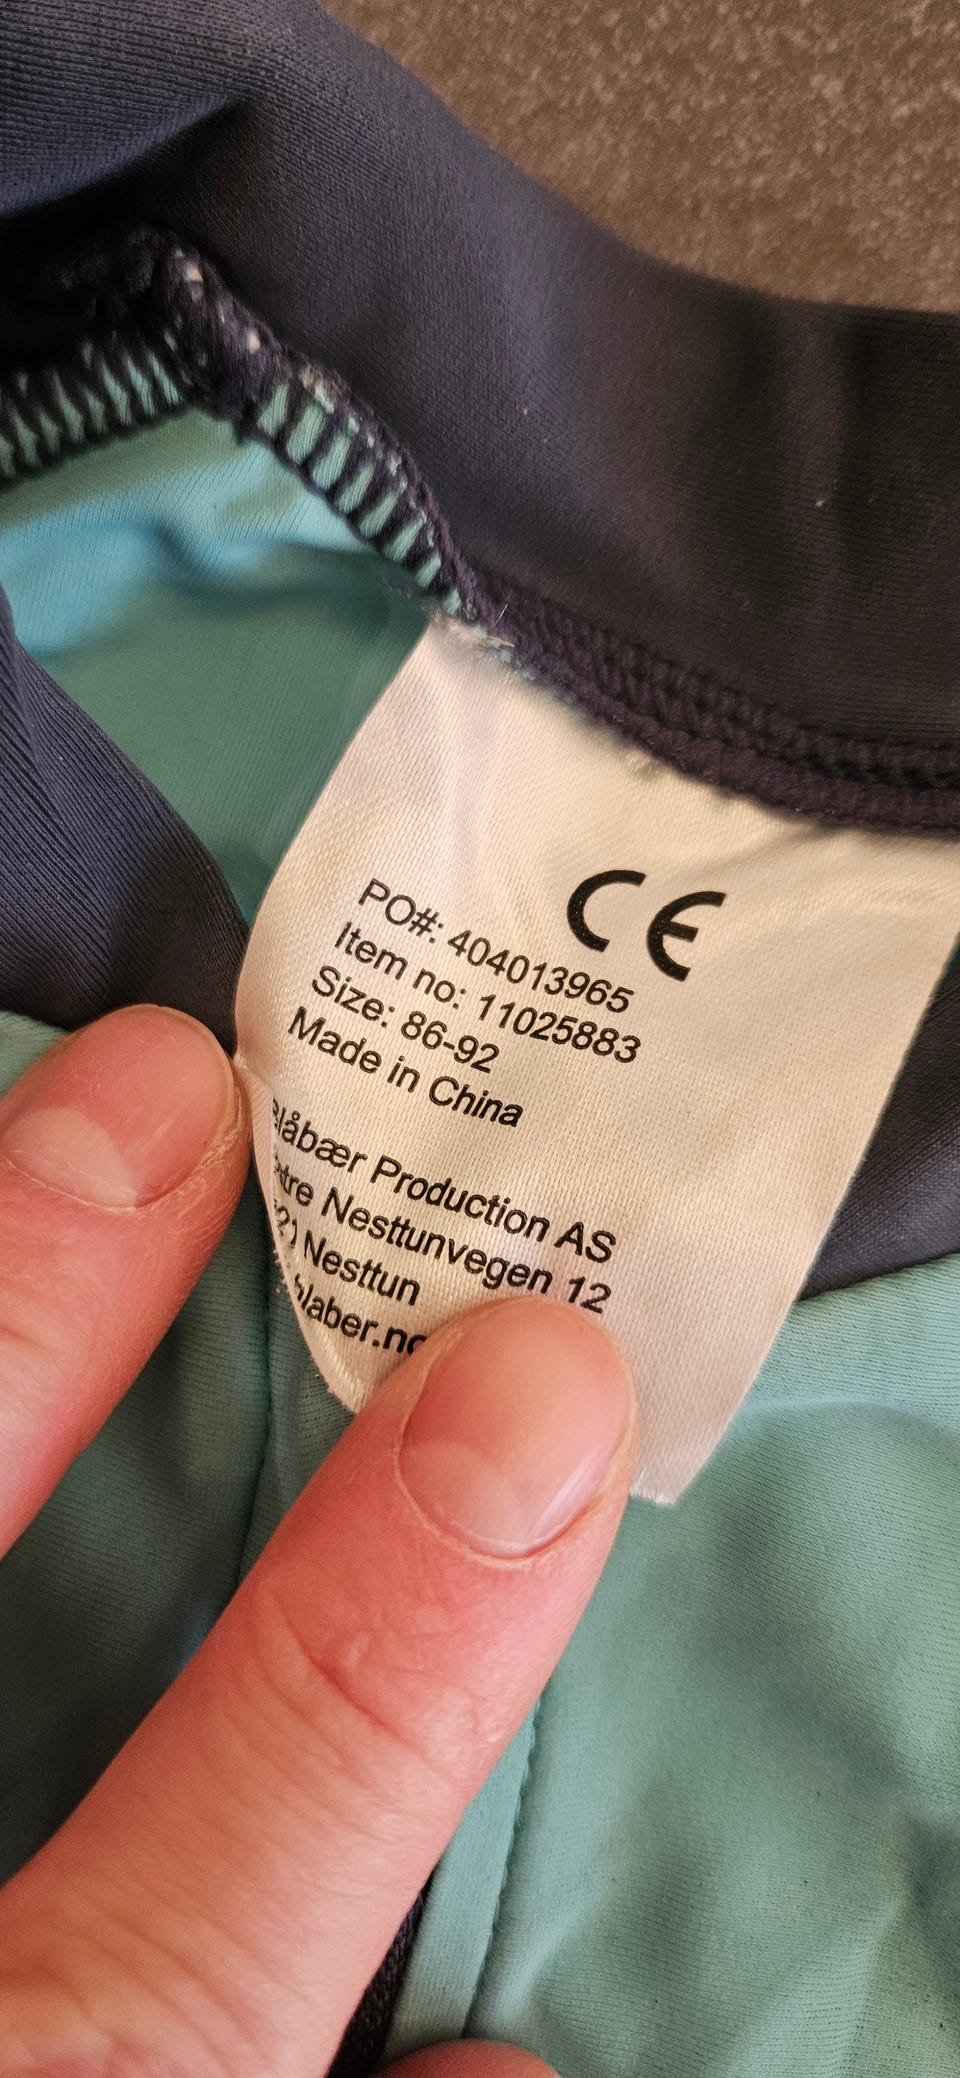 CE
PO#: 404013965
Item no: 11025883
Size: 86-92
Made in China
Production AS
Nesttunvegen 12
Nesttun